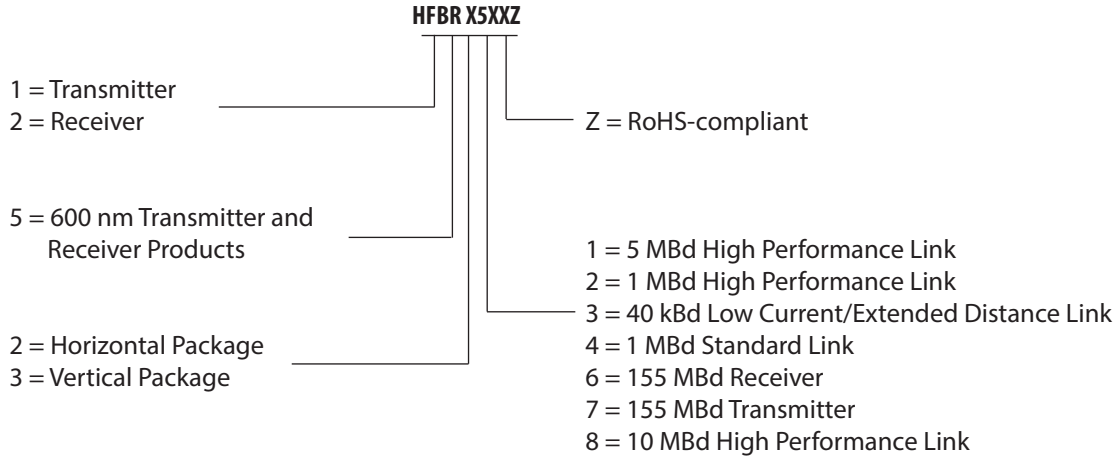 HFBR X5XXZ
1 = Transmitter
2 = Receiver
Z = RoHS-compliant
5 = 600 nm Transmitter and
Receiver Products
1 = 5 MBd High Performance Link
2 = 1 MBd High Performance Link
3 = 40 kBd Low Current/Extended Distance Link
4 = 1 MBd Standard Link
6 = 155 MBd Receiver
7 = 155 MBd Transmitter
8 = 10 MBd High Performance Link
2 = Horizontal Package
3 = Vertical Package